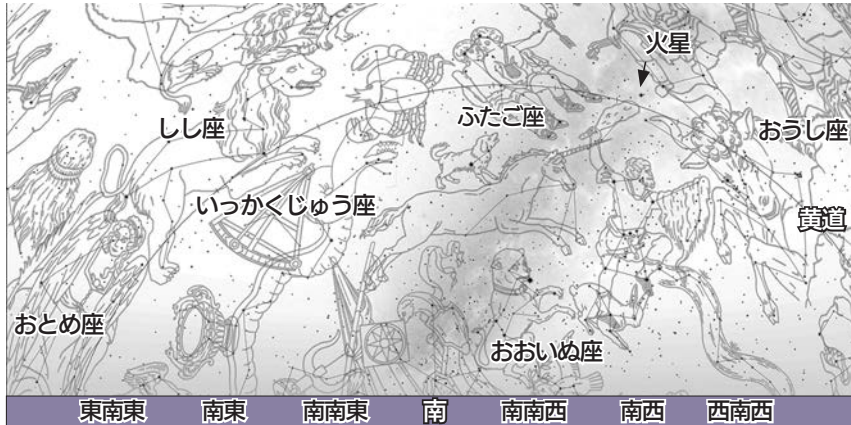 火星
ふたご座
しし座
おうし座
いっかくじゅう座
黄道
おとめ座
おおいぬ座
東南東 南東 南南東 南 南南西 南西 西南西